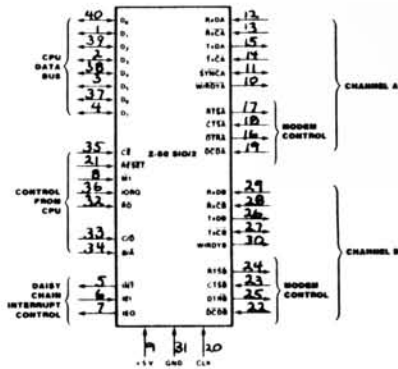 40 D0 RxDA 12
1 D1 RxCA 13
39 D2 TxDA 15
2 D3 TxCA 14
38 D4 SYNCA 11
3 D5 W/RDYA 10
37 D6
4 D7
CPU
DATA
BUS
RTSA 17
CTSA 18
DTRA 16
DCDA 19
MODEM
CONTROL
CHANNEL A
Z-80 SIO/2
35 CE
21 RESET
8 M1
36 IORQ
32 RD
CONTROL
FROM
CPU
33 C/D
34 B/A
RxDB 29
RxCB 28
TxDB 26
TxCB 27
W/RDYB 30
RTSB 24
CTSB 23
DTRB 25
DCDB 22
MODEM
CONTROL
CHANNEL B
DAISY
CHAIN
INTERRUPT
CONTROL
5 INT
6 IEI
7 IEO
9 31 20
+5V GND CLK